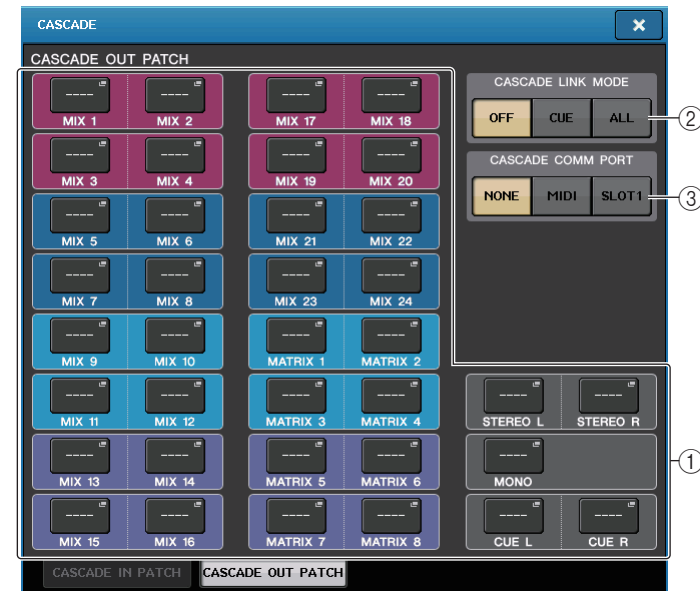 CASCADE
×
CASCADE OUT PATCH
CASCADE LINK MODE
OFF CUE ALL
②
CASCADE COMM PORT
NONE MIDI SLOT1
③
---- ---- ---- ----
MIX 1 MIX 2 MIX 17 MIX 18
---- ---- ---- ----
MIX 3 MIX 4 MIX 19 MIX 20
---- ---- ---- ----
MIX 5 MIX 6 MIX 21 MIX 22
---- ---- ---- ----
MIX 7 MIX 8 MIX 23 MIX 24
---- ---- ---- ----
MIX 9 MIX 10 MATRIX 1 MATRIX 2
---- ---- ---- ---- ---- ----
MIX 11 MIX 12 MATRIX 3 MATRIX 4 STEREO L STEREO R
---- ---- ---- ---- ----
①
MIX 13 MIX 14 MATRIX 5 MATRIX 6 MONO
---- ---- ---- ---- ---- ----
MIX 15 MIX 16 MATRIX 7 MATRIX 8 CUE L CUE R
CASCADE IN PATCH CASCADE OUT PATCH